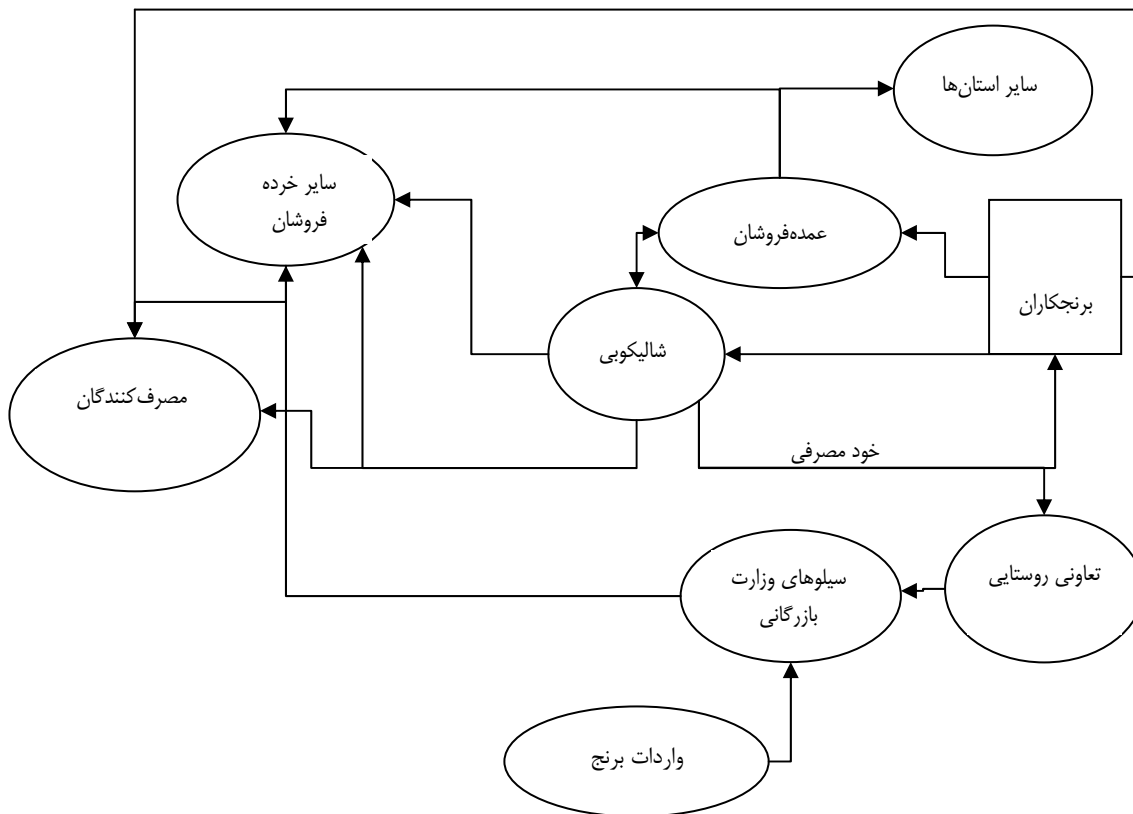 سایر استان‌ها
سایر خرده
فروشان
عمده‌فروشان
برنجکاران
شالیکوبی
مصرف‌کنندگان
خود مصرفی
تعاونی روستایی
سیلوهای وزارت
بازرگانی
واردات برنج